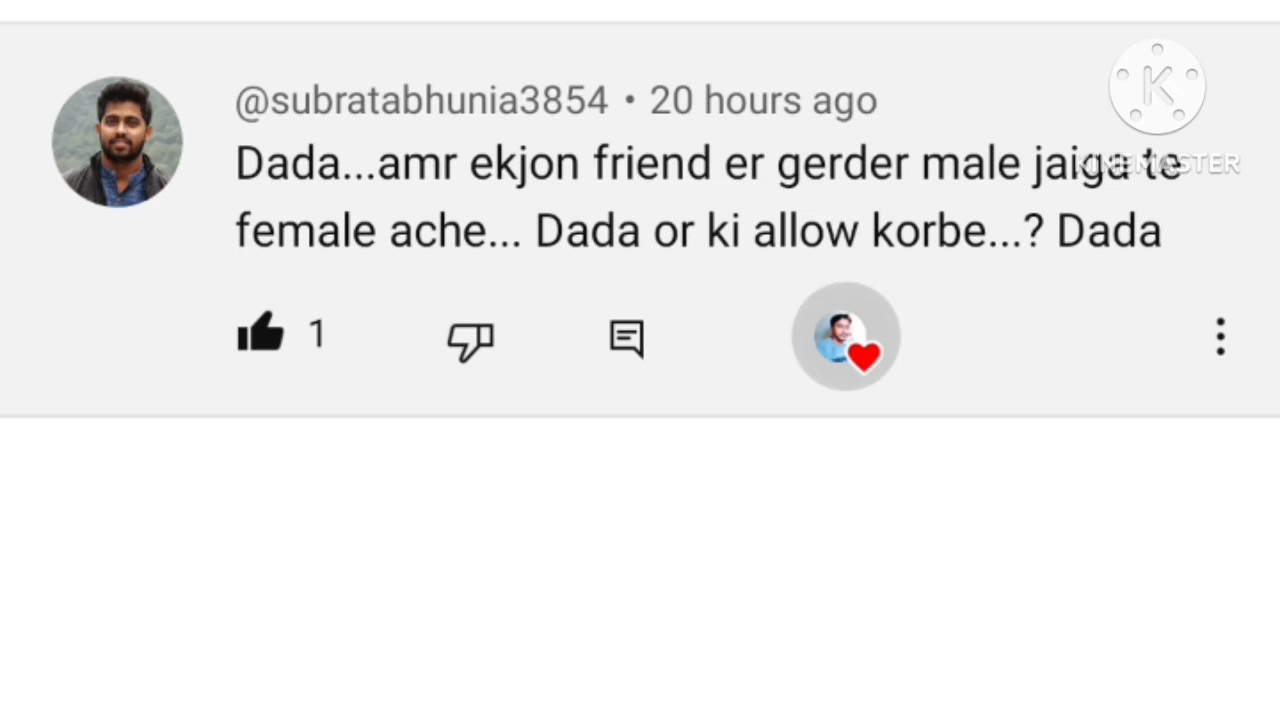 @subratabhunia3854 • 20 hours ago
Dada...amr ekjon friend er gerder male jaiga te
female ache... Dada or ki allow korbe...? Dada
1
K
KINEMASTER